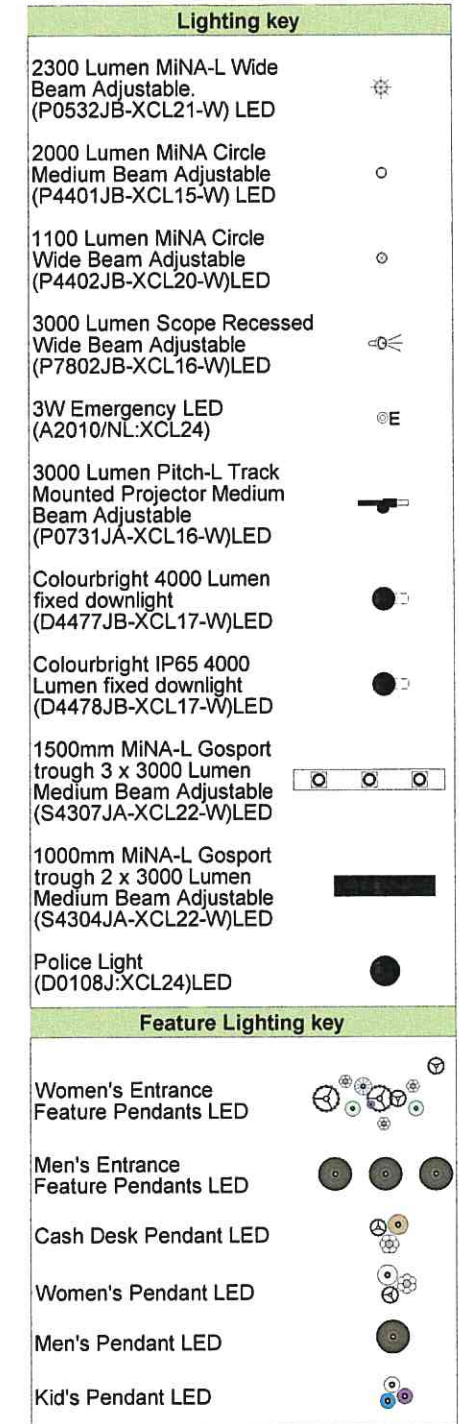 Lighting key
2300 Lumen MiNA-L Wide
Beam Adjustable.
(P0532JB-XCL21-W) LED
2000 Lumen MiNA Circle
Medium Beam Adjustable
(P4401JB-XCL15-W) LED
1100 Lumen MiNA Circle
Wide Beam Adjustable
(P4402JB-XCL20-W)LED
3000 Lumen Scope Recessed
Wide Beam Adjustable
(P7802JB-XCL16-W)LED
3W Emergency LED
(A2010/NL:XCL24)
E
3000 Lumen Pitch-L Track
Mounted Projector Medium
Beam Adjustable
(P0731JA-XCL16-W)LED
Colourbright 4000 Lumen
fixed downlight
(D4477JB-XCL17-W)LED
Colourbright IP65 4000
Lumen fixed downlight
(D4478JB-XCL17-W)LED
1500mm MiNA-L Gosport
trough 3 x 3000 Lumen
Medium Beam Adjustable
(S4307JA-XCL22-W)LED
1000mm MiNA-L Gosport
trough 2 x 3000 Lumen
Medium Beam Adjustable
(S4304JA-XCL22-W)LED
Police Light
(D0108J:XCL24)LED
Feature Lighting key
Women's Entrance
Feature Pendants LED
Men's Entrance
Feature Pendants LED
Cash Desk Pendant LED
Women's Pendant LED
Men's Pendant LED
Kid's Pendant LED